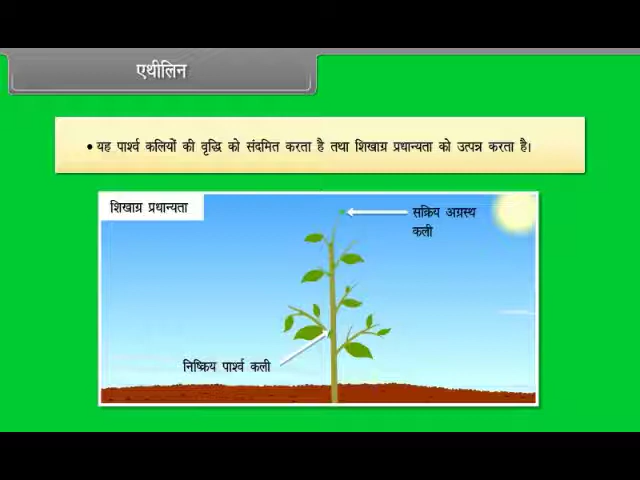 एथीलिन
• यह पार्श्व कलियों की वृद्धि को संदमित करता है तथा शिखाग्र प्रधान्यता को उत्पन्न करता है।
शिखाग्र प्रधान्यता
सक्रिय अग्रस्थ
कली
निष्क्रिय पार्श्व कली